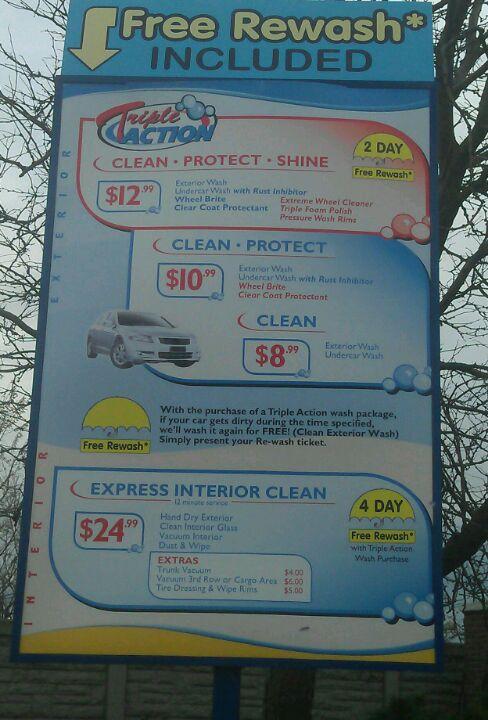 Free Rewash*
INCLUDED
Triple
ACTION
CLEAN • PROTECT • SHINE
2 DAY
Free Rewash*
$12.99
Exterior Wash
Undercar Wash with Rust Inhibitor
Wheel Brite
Clear Coat Protectant
Extreme Wheel Cleaner
Triple Foam Polish
Pressure Wash Rims
EXTERIOR
CLEAN • PROTECT
$10.99
Exterior Wash
Undercar Wash with Rust Inhibitor
Wheel Brite
Clear Coat Protectant
CLEAN
$8.99
Exterior Wash
Undercar Wash
Free Rewash*
With the purchase of a Triple Action wash package,
if your car gets dirty during the time specified,
we'll wash it again for FREE! (Clean Exterior Wash)
Simply present your Re-wash ticket.
INTERIOR
EXPRESS INTERIOR CLEAN
12 minute service
$24.99
Hand Dry Exterior
Clean Interior Glass
Vacuum Interior
Dust & Wipe
4 DAY
Free Rewash*
with Triple Action
Wash Purchase
EXTRAS
Trunk Vacuum $4.00
Vacuum 3rd Row or Cargo Area $6.00
Tire Dressing & Wipe Rims $5.00